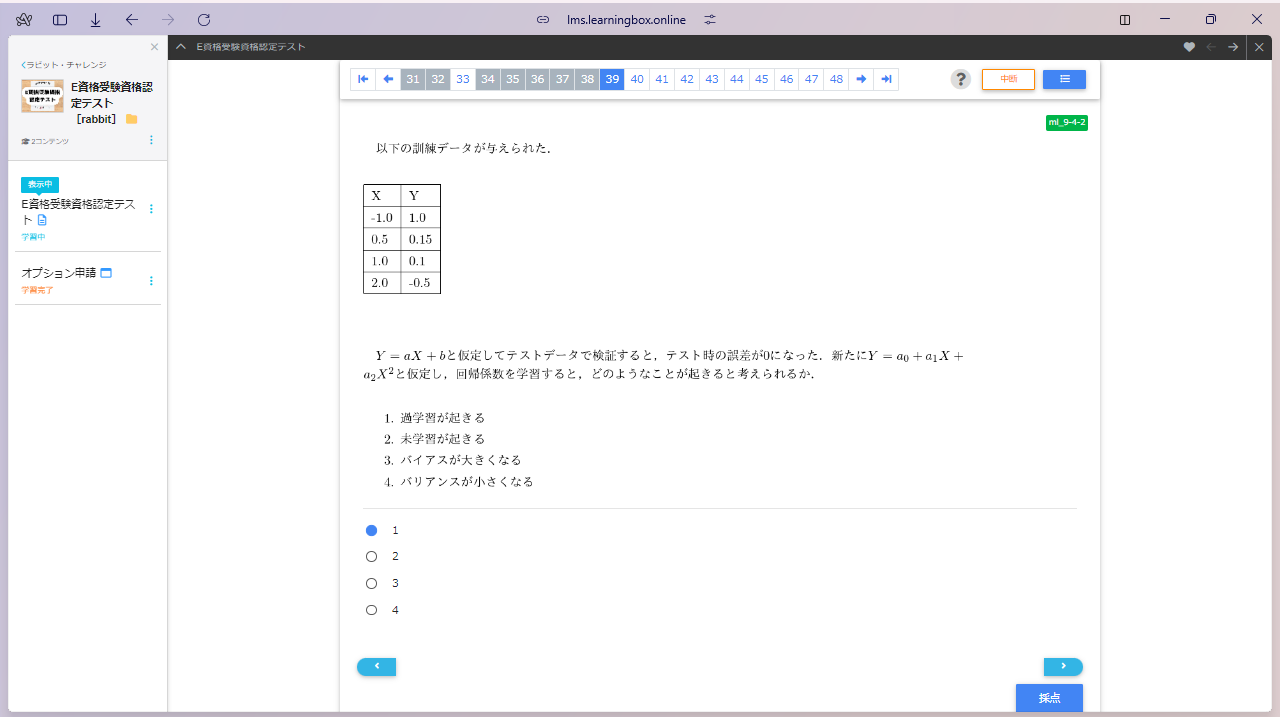 lms.learningbox.online
E資格受験資格認定テスト
ラビット・チャレンジ
E資格受験資格認
定テスト
［rabbit］
2コンテンツ
表示中
E資格受験資格認定テス
ト
学習中
オプション申請
学習完了
31 32 33 34 35 36 37 38 39 40 41 42 43 44 45 46 47 48
?
中断
mi_9-4-2
以下の訓練データが与えられた.
X Y
-1.0 1.0
0.5 0.15
1.0 0.1
2.0 -0.5
Y = aX + bと仮定してテストデータで検証すると, テスト時の誤差が0になった. 新たにY = a₀ + a₁X +
a₂X²と仮定し, 回帰係数を学習すると, どのようなことが起きると考えられるか.
1. 過学習が起きる
2. 未学習が起きる
3. バイアスが大きくなる
4. バリアンスが小さくなる
1
2
3
4
採点